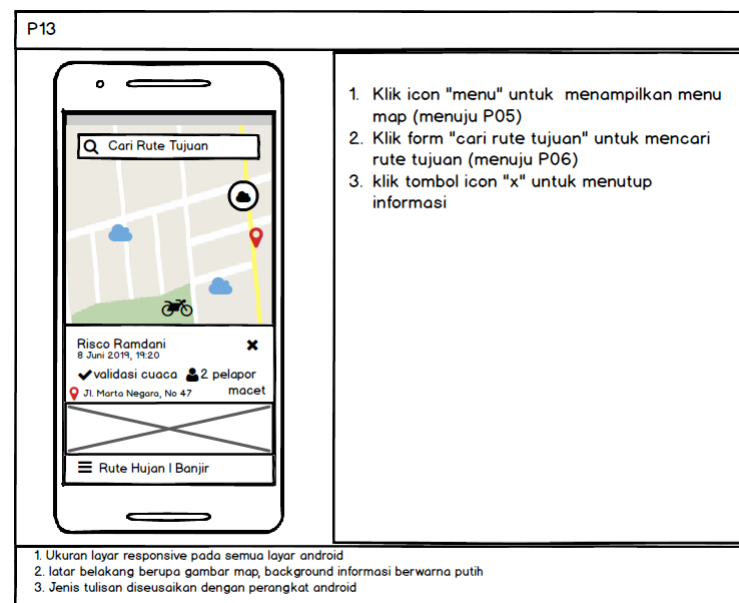 P13
Cari Rute Tujuan
Risco Ramdani
8 Juni 2019, 19:20
validasi cuaca 2 pelapor
Jl. Marta Negara, No 47 macet
Rute Hujan | Banjir
1. Klik icon "menu" untuk menampilkan menu
map (menuju P05)
2. Klik form "cari rute tujuan" untuk mencari
rute tujuan (menuju P06)
3. klik tombol icon "x" untuk menutup
informasi
1. Ukuran layar responsive pada semua layar android
2. latar belakang berupa gambar map, background informasi berwarna putih
3. Jenis tulisan diseusaikan dengan perangkat android